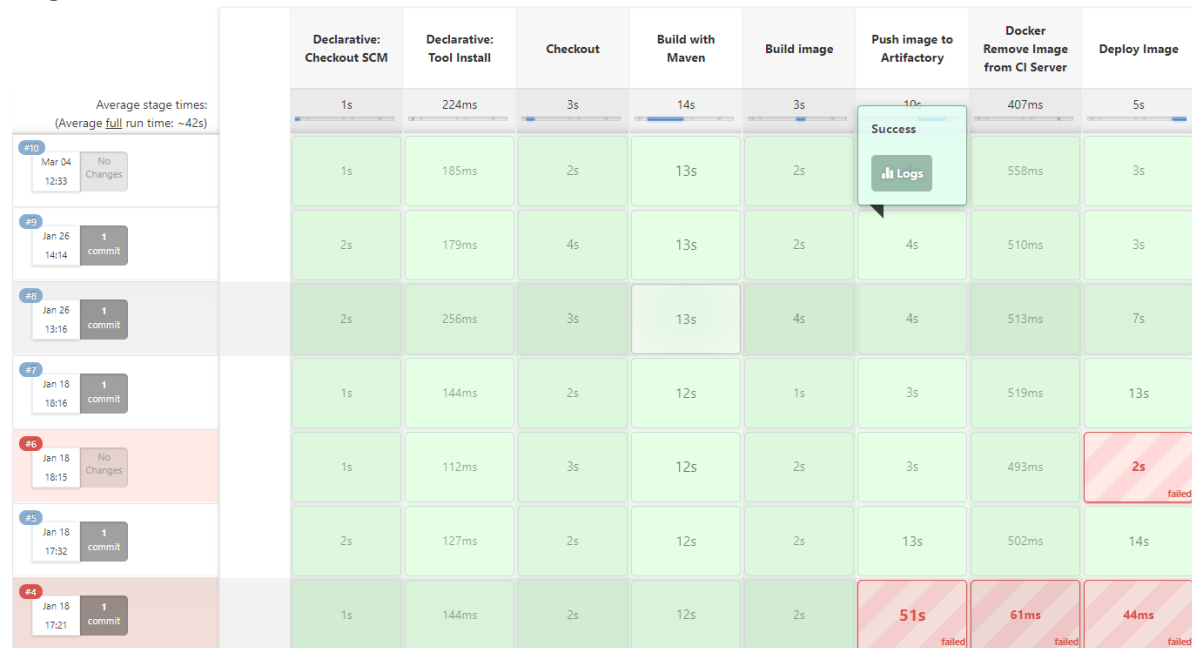 Declarative:
Checkout SCM
Declarative:
Tool Install
Checkout
Build with
Maven
Build image
Push image to
Artifactory
Docker
Remove Image
from CI Server
Deploy Image
Average stage times:
(Average full run time: ~42s)
1s
224ms
3s
14s
3s
10s
407ms
5s
Success
Logs
#10
Mar 04
12:33
No
Changes
1s
185ms
2s
13s
2s
558ms
3s
#9
Jan 26
14:14
1
commit
2s
179ms
4s
13s
2s
4s
510ms
3s
#8
Jan 26
13:16
1
commit
2s
256ms
3s
13s
4s
4s
513ms
7s
#7
Jan 18
18:16
1
commit
1s
144ms
2s
12s
1s
3s
519ms
13s
#6
Jan 18
18:15
No
Changes
1s
112ms
3s
12s
2s
3s
493ms
2s
failed
#5
Jan 18
17:32
1
commit
2s
127ms
2s
12s
2s
13s
502ms
14s
#4
Jan 18
17:21
1
commit
1s
144ms
2s
12s
2s
51s
failed
61ms
failed
44ms
failed